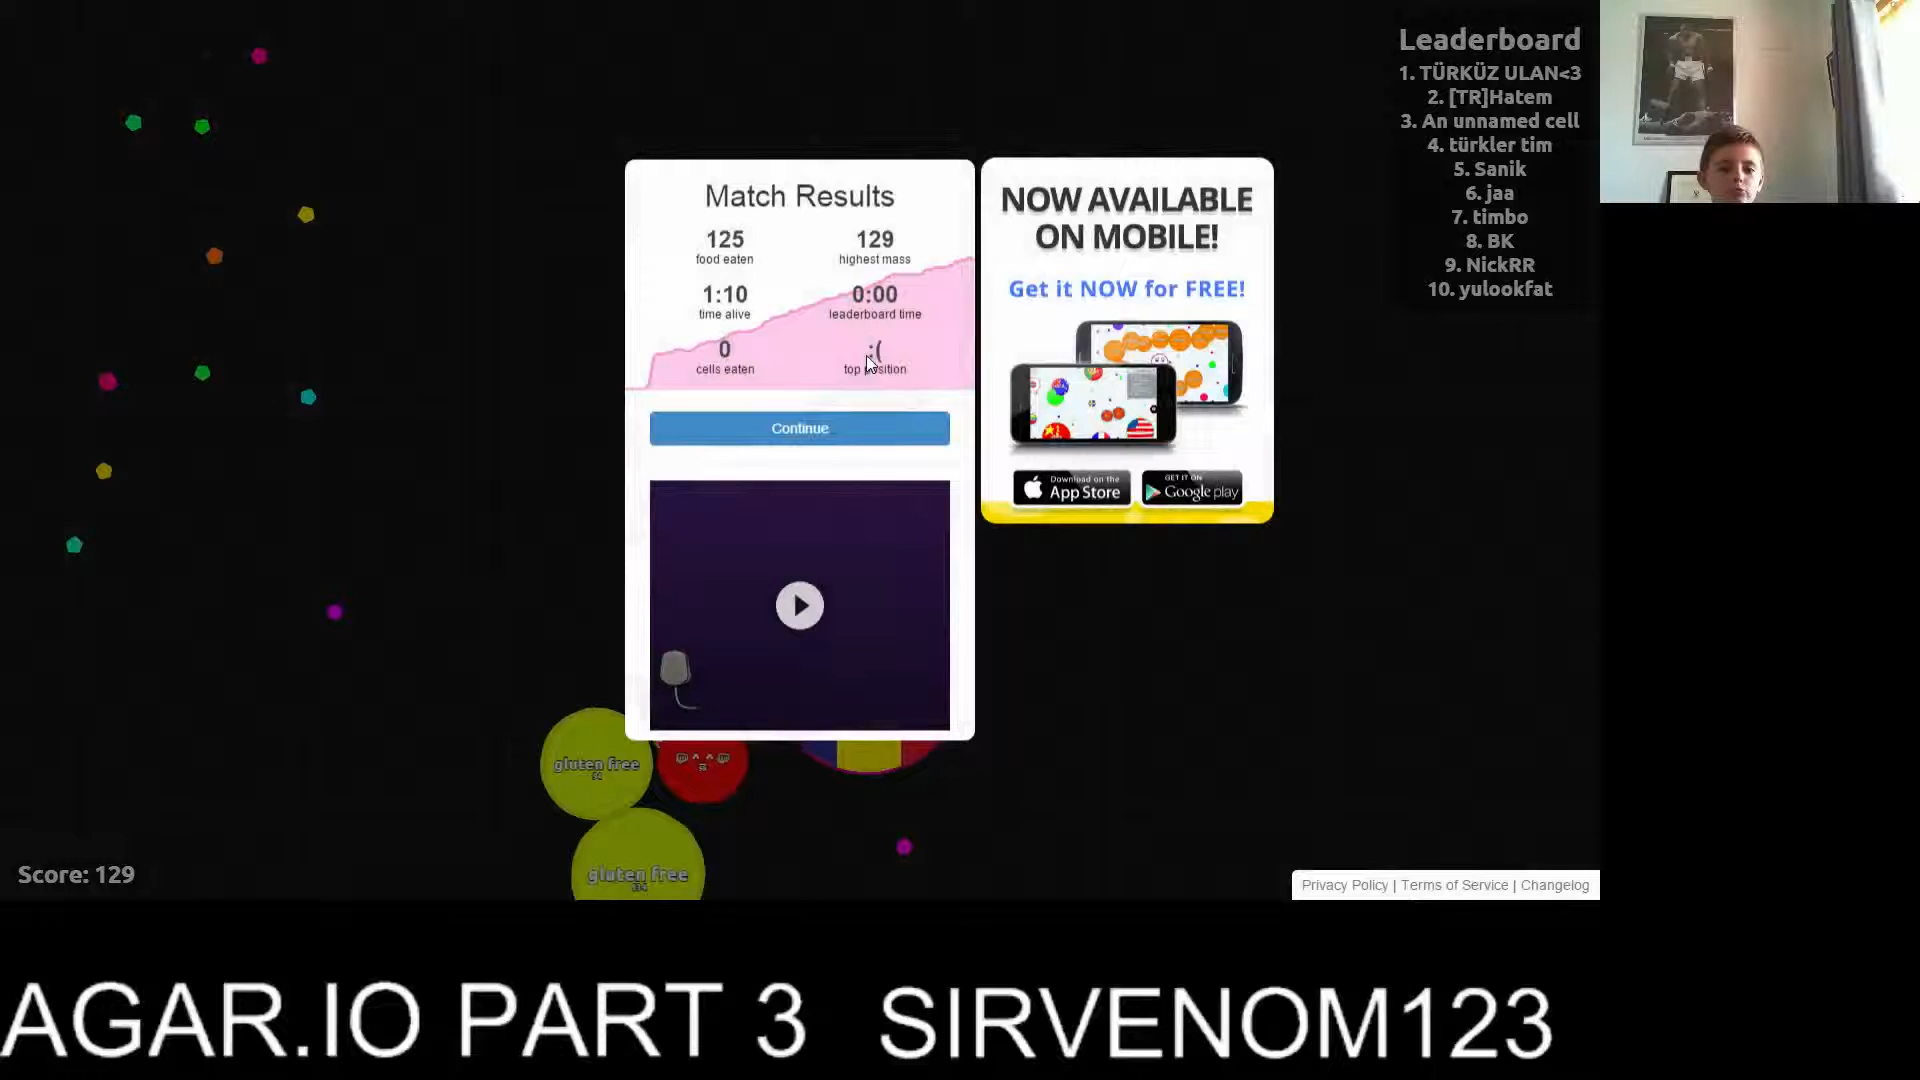 Leaderboard
1. TÜRKÜZ ULAN<3
2. [TR]Hatem
3. An unnamed cell
4. türkler tim
5. Sanik
6. jaa
7. timbo
8. BK
9. NickRR
10. yulookfat
Match Results
125
food eaten
129
highest mass
1:10
time alive
0:00
leaderboard time
0
cells eaten
:(
top position
Continue
NOW AVAILABLE
ON MOBILE!
Get it NOW for FREE!
Download on the
App Store
GET IT ON
Google play
gluten free
gluten free
Score: 129
Privacy Policy | Terms of Service | Changelog
AGAR.IO PART 3 SIRVENOM123